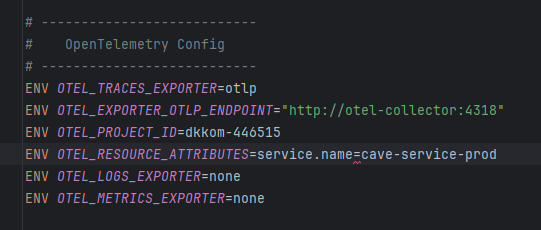 # ---------------------------
#    OpenTelemetry Config
# ---------------------------
ENV OTEL_TRACES_EXPORTER=otlp
ENV OTEL_EXPORTER_OTLP_ENDPOINT="http://otel-collector:4318"
ENV OTEL_PROJECT_ID=dkkom-446515
ENV OTEL_RESOURCE_ATTRIBUTES=service.name=cave-service-prod
ENV OTEL_LOGS_EXPORTER=none
ENV OTEL_METRICS_EXPORTER=none